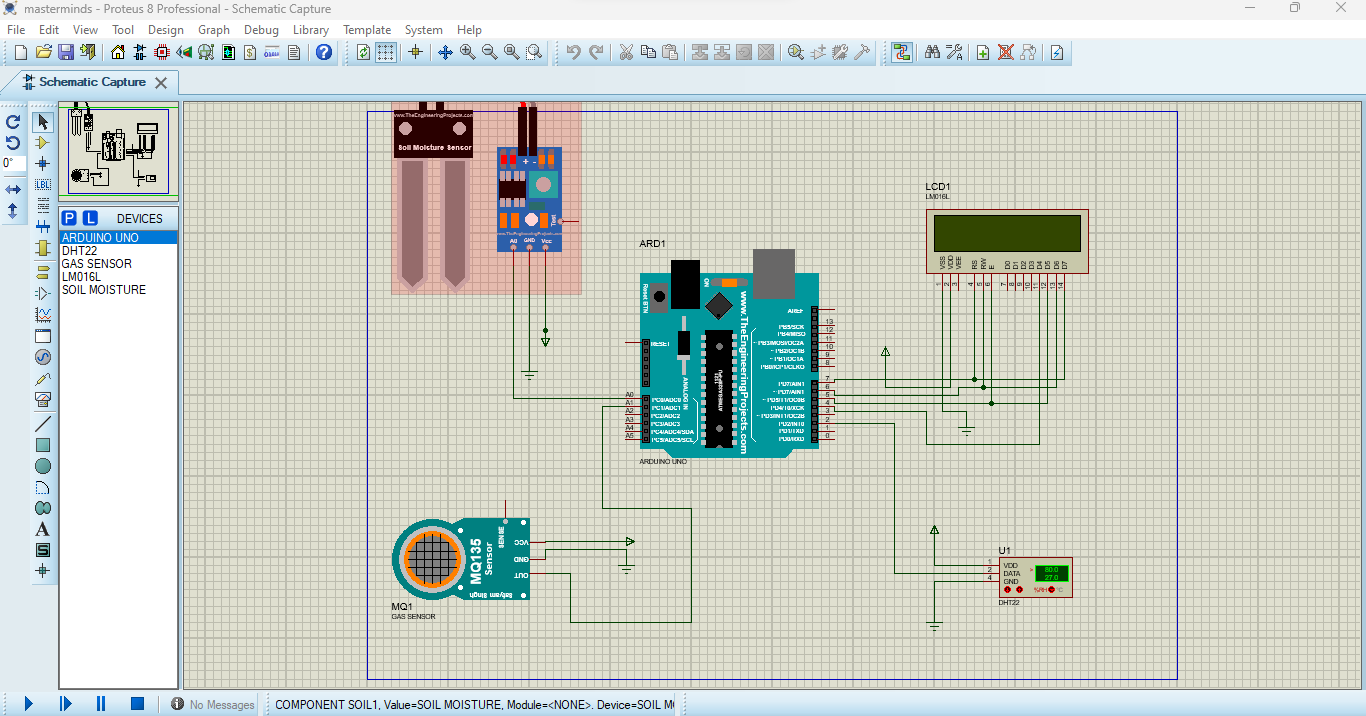 masterminds - Proteus 8 Professional - Schematic Capture
File Edit View Tool Design Graph Debug Library Template System Help
Schematic Capture
0°
LBL
P L DEVICES
ARDUINO UNO
DHT22
GAS SENSOR
LM016L
SOIL MOISTURE
A
S
www.TheEngineeringProjects.com
Soil Moisture Sensor
+ -
Test
www.TheEngineeringProjects.com
A0 GND Vcc
LCD1
LM016L
VSS
VDD
VEE
RS
RW
E
D0
D1
D2
D3
D4
D5
D6
D7
1
2
3
4
5
6
7
8
9
10
11
12
13
14
ARD1
Reset BTN
ON
www.TheEngineeringProjects.com
AREF
PB5/SCK 13
PB4/MISO 12
~ PB3/MOSI/OC2A 11
~ PB2/OC1B 10
~ PB1/OC1A 9
PB0/ICP1/CLKO 8
RESET
ANALOG IN
ATMEGA328P-PU
PD7/AIN1 7
~ PD6/AIN1 6
~ PD5/T1/OC0B 5
PD4/T0/XCK 4
~ PD3/INT1/OC2B 3
PD2/INT0 2
PD1/TXD 1
PD0/RXD 0
A0 PC0/ADC0
A1 PC1/ADC1
A2 PC2/ADC2
A3 PC3/ADC3
A4 PC4/ADC4/SDA
A5 PC5/ADC5/SCL
ARDUINO UNO
SENSE
VCC
GND
OUT
MQ135
Sensor
Satyam Singh
MQ1
GAS SENSOR
U1
1 VDD
2 DATA
4 GND
80.0
27.0
%RH °C
DHT22
No Messages
COMPONENT SOIL1, Value=SOIL MOISTURE, Module=<NONE>. Device=SOIL M